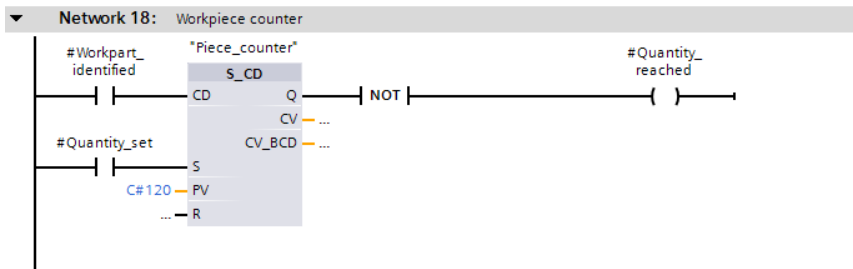 Network 18: Workpiece counter
#Workpart_
identified
"Piece_counter"
#Quantity_
reached
S_CD
CD Q
NOT
CV ...
#Quantity_set
CV_BCD ...
S
C#120 PV
... R